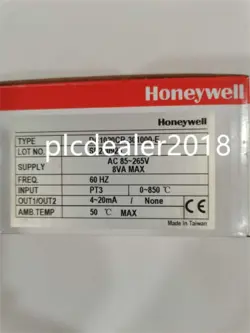 Honeywell
Honeywell
TYPE
plcdealer2018
LOT NO.
SUPPLY AC 85~265V
8VA MAX
FREQ. 60 HZ
INPUT PT3 0~850 ℃
OUT1/OUT2 4~20mA / None
AMB.TEMP 50 ℃ MAX
Made In Taiwan